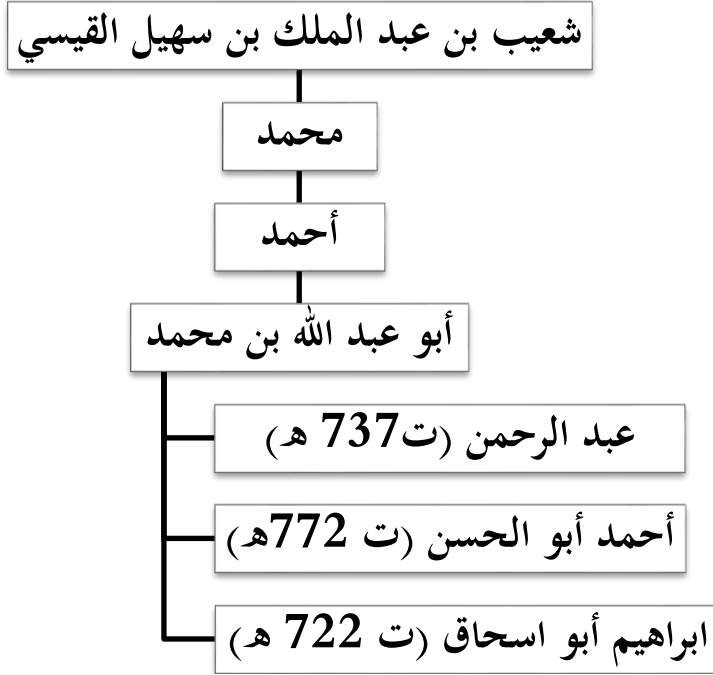 شعيب بن عبد الملك بن سهيل القيسي
محمد
أحمد
أبو عبد الله بن محمد
عبد الرحمن (ت737 هـ)
أحمد أبو الحسن (ت 772هـ)
ابراهيم أبو اسحاق (ت 722 هـ)